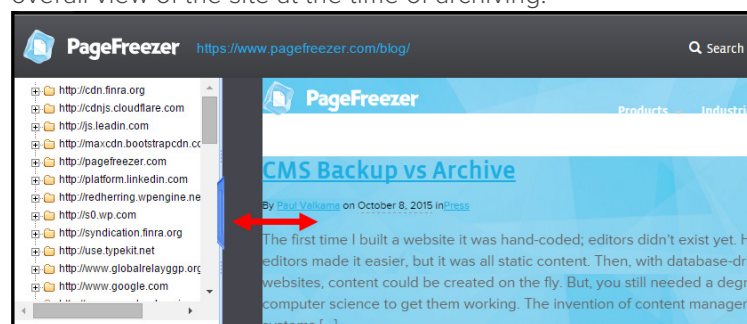 overall view of the site at the time of archiving.
PageFreezer https://www.pagefreezer.com/blog/ Search
http://cdn.finra.org
http://cdnjs.cloudflare.com
http://js.leadin.com
http://maxcdn.bootstrapcdn.cc
http://pagefreezer.com
http://platform.linkedin.com
http://redherring.wpengine.ne
http://s0.wp.com
http://syndication.finra.org
http://use.typekit.net
http://www.globalrelayggp.org
http://www.google.com
PageFreezer
Products Industri
CMS Backup vs Archive
By Paul Valkama on October 8, 2015 inPress
The first time I built a website it was hand-coded; editors didn't exist yet. H
editors made it easier, but it was all static content. Then, with database-dr
websites, content could be created on the fly. But, you still needed a degr
computer science to get them working. The invention of content manager
systems [...]